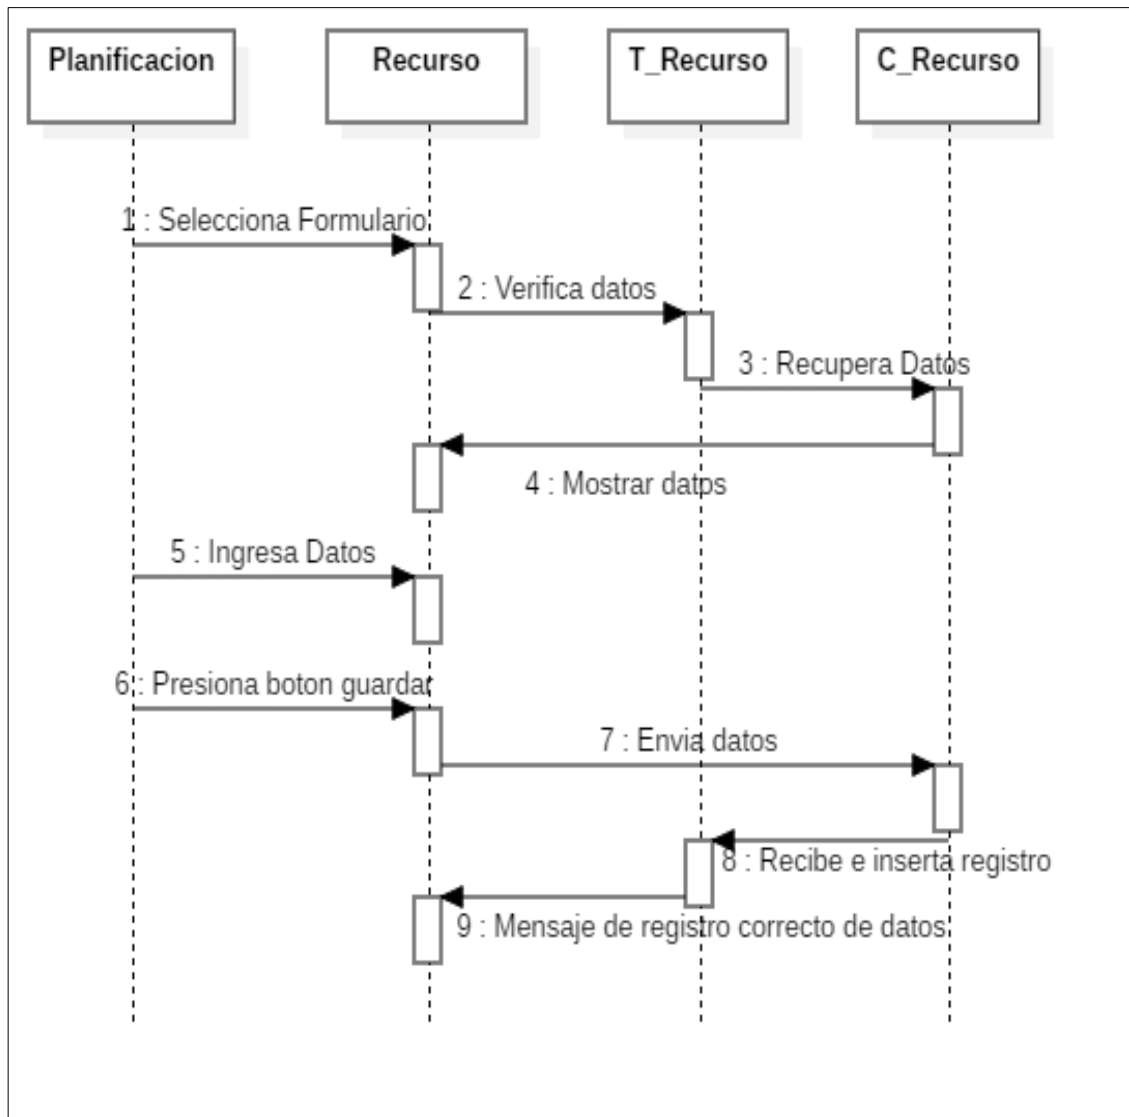 Planificacion
Recurso
T_Recurso
C_Recurso
1 : Selecciona Formulario
2 : Verifica datos
3 : Recupera Datos
4 : Mostrar datos
5 : Ingresa Datos
6 : Presiona boton guardar
7 : Envia datos
8 : Recibe e inserta registro
9 : Mensaje de registro correcto de datos